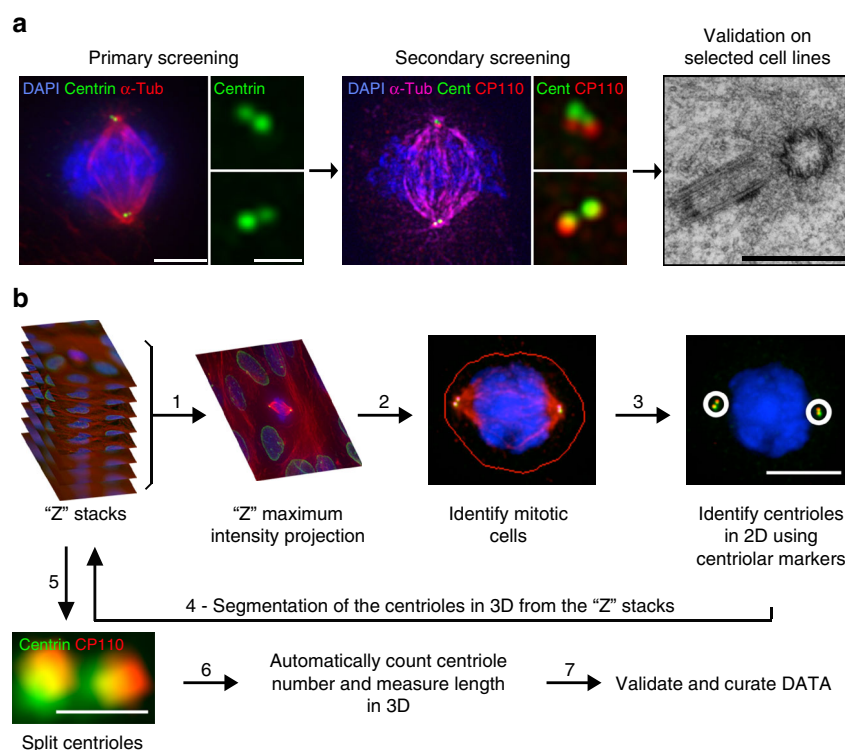 a
Primary screening
Secondary screening
Validation on
selected cell lines
DAPI Centrin α-Tub
Centrin
DAPI α-Tub Cent CP110
Cent CP110
b
1
2
3
"Z" stacks
"Z" maximum
intensity projection
Identify mitotic
cells
Identify centrioles
in 2D using
centriolar markers
5
4 - Segmentation of the centrioles in 3D from the "Z" stacks
Centrin CP110
6
Automatically count centriole
number and measure length
in 3D
7
Validate and curate DATA
Split centrioles